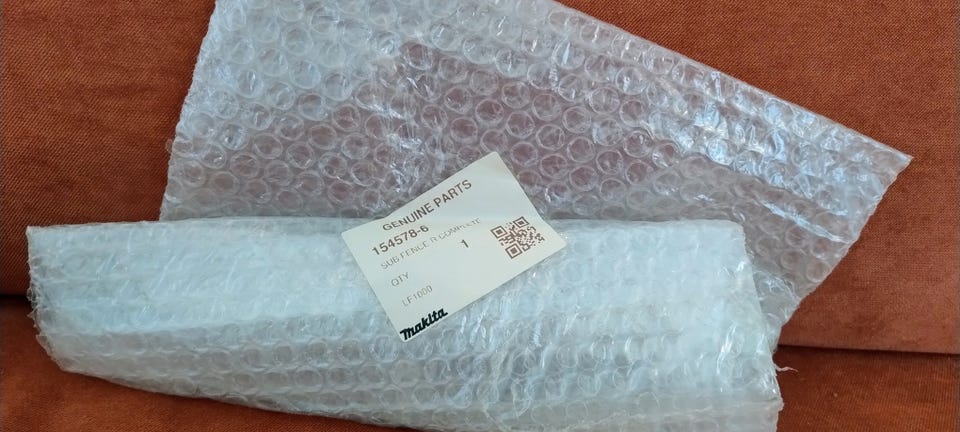 GENUINE PARTS
154578-6
SUB FENCE R COMPLETE
QTY 1
LF1000
makita